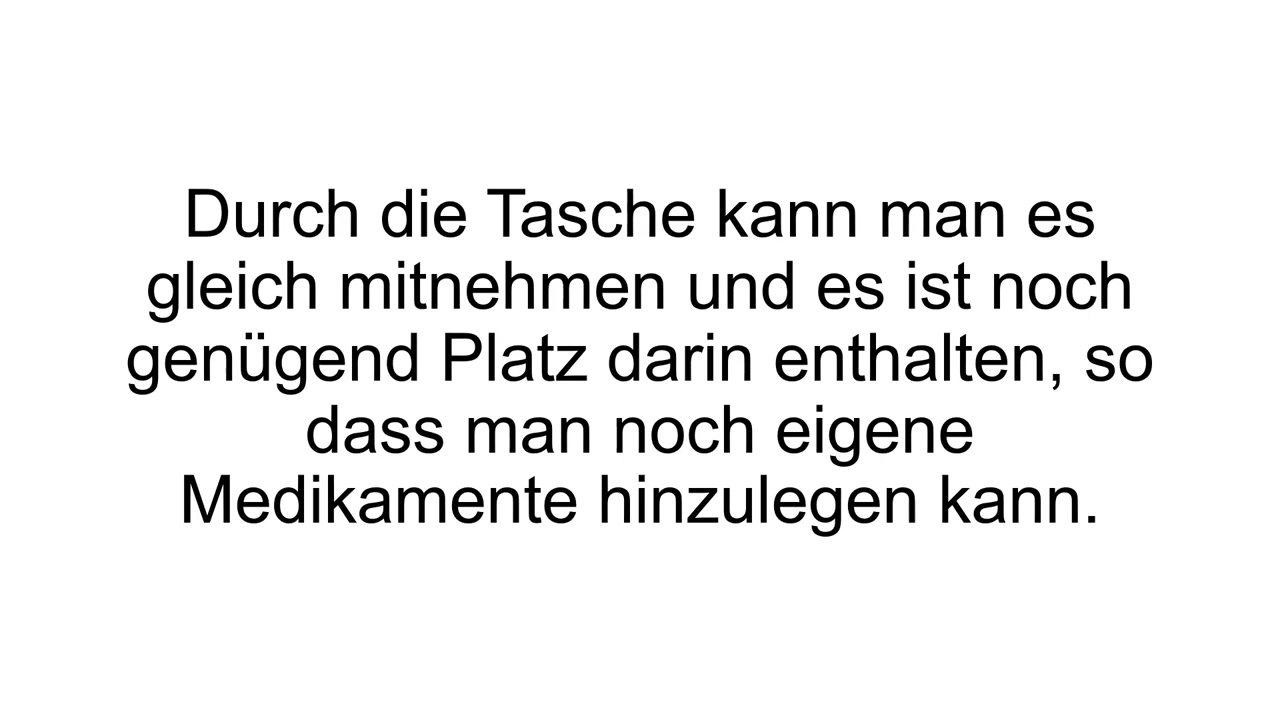 Durch die Tasche kann man es
gleich mitnehmen und es ist noch
genügend Platz darin enthalten, so
dass man noch eigene
Medikamente hinzulegen kann.